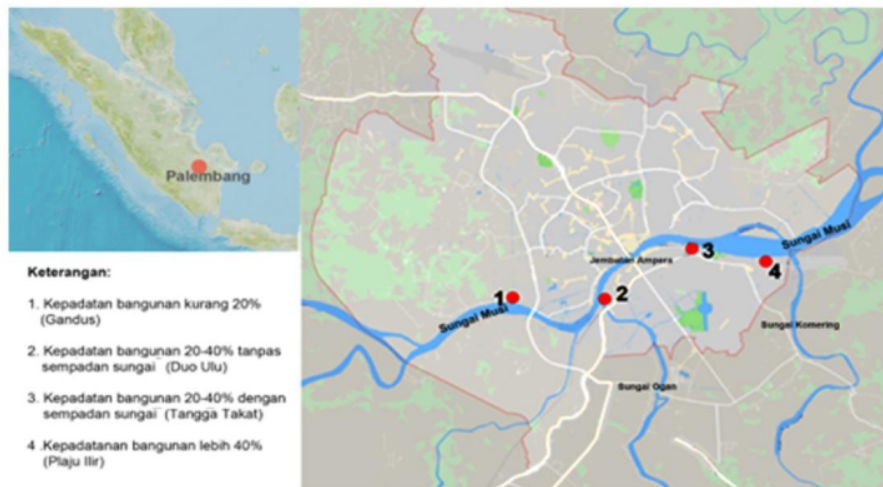 Palembang
Keterangan:
1. Kepadatan bangunan kurang 20%
(Gandus)
2. Kepadatan bangunan 20-40% tanpas
sempadan sungai (Duo Ulu)
3. Kepadatan bangunan 20-40% dengan
sempadan sungai (Tangga Takat)
4 .Kepadatanan bangunan lebih 40%
(Plaju Ilir)
Sungai Musi
Jembatan Ampera
3
4
1
2
Sungai Musi
Sungai Komering
Sungai Ogan